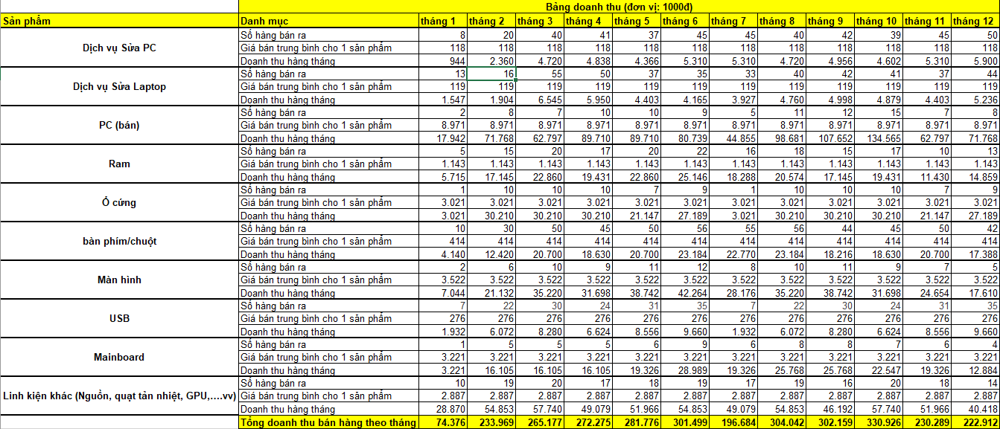 Bảng doanh thu (đơn vị: 1000đ)
Sản phẩm Danh mục tháng 1 tháng 2 tháng 3 tháng 4 tháng 5 tháng 6 tháng 7 tháng 8 tháng 9 tháng 10 tháng 11 tháng 12
Số hàng bán ra 8 20 40 41 37 45 45 40 42 39 45 50
Dịch vụ Sửa PC Giá bán trung bình cho 1 sản phẩm 118 118 118 118 118 118 118 118 118 118 118 118
Doanh thu hàng tháng 944 2.360 4.720 4.838 4.366 5.310 5.310 4.720 4.956 4.602 5.310 5.900
Số hàng bán ra 13 16 55 50 37 35 33 40 42 41 37 44
Dịch vụ Sửa Laptop Giá bán trung bình cho 1 sản phẩm 119 119 119 119 119 119 119 119 119 119 119 119
Doanh thu hàng tháng 1.547 1.904 6.545 5.950 4.403 4.165 3.927 4.760 4.998 4.879 4.403 5.236
Số hàng bán ra 2 8 7 10 10 9 5 11 12 15 7 8
PC (bán) Giá bán trung bình cho 1 sản phẩm 8.971 8.971 8.971 8.971 8.971 8.971 8.971 8.971 8.971 8.971 8.971 8.971
Doanh thu hàng tháng 17.942 71.768 62.797 89.710 89.710 80.739 44.855 98.681 107.652 134.565 62.797 71.768
Số hàng bán ra 5 15 20 17 20 22 16 18 15 17 10 13
Ram Giá bán trung bình cho 1 sản phẩm 1.143 1.143 1.143 1.143 1.143 1.143 1.143 1.143 1.143 1.143 1.143 1.143
Doanh thu hàng tháng 5.715 17.145 22.860 19.431 22.860 25.146 18.288 20.574 17.145 19.431 11.430 14.859
Số hàng bán ra 1 10 10 10 7 9 1 10 10 10 7 9
Ổ cứng Giá bán trung bình cho 1 sản phẩm 3.021 3.021 3.021 3.021 3.021 3.021 3.021 3.021 3.021 3.021 3.021 3.021
Doanh thu hàng tháng 3.021 30.210 30.210 30.210 21.147 27.189 3.021 30.210 30.210 30.210 21.147 27.189
Số hàng bán ra 10 30 50 45 50 56 55 56 44 45 50 42
bàn phím/chuột Giá bán trung bình cho 1 sản phẩm 414 414 414 414 414 414 414 414 414 414 414 414
Doanh thu hàng tháng 4.140 12.420 20.700 18.630 20.700 23.184 22.770 23.184 18.216 18.630 20.700 17.388
Số hàng bán ra 2 6 10 9 11 12 8 10 11 9 7 5
Màn hình Giá bán trung bình cho 1 sản phẩm 3.522 3.522 3.522 3.522 3.522 3.522 3.522 3.522 3.522 3.522 3.522 3.522
Doanh thu hàng tháng 7.044 21.132 35.220 31.698 38.742 42.264 28.176 35.220 38.742 31.698 24.654 17.610
Số hàng bán ra 7 22 30 24 31 35 7 22 30 24 31 35
USB Giá bán trung bình cho 1 sản phẩm 276 276 276 276 276 276 276 276 276 276 276 276
Doanh thu hàng tháng 1.932 6.072 8.280 6.624 8.556 9.660 1.932 6.072 8.280 6.624 8.556 9.660
Số hàng bán ra 1 5 5 5 6 9 6 8 8 7 6 4
Mainboard Giá bán trung bình cho 1 sản phẩm 3.221 3.221 3.221 3.221 3.221 3.221 3.221 3.221 3.221 3.221 3.221 3.221
Doanh thu hàng tháng 3.221 16.105 16.105 16.105 19.326 28.989 19.326 25.768 25.768 22.547 19.326 12.884
Số hàng bán ra 10 19 20 17 18 19 17 19 16 20 18 14
Linh kiện khác (Nguồn, quạt tản nhiệt, GPU,....vv) Giá bán trung bình cho 1 sản phẩm 2.887 2.887 2.887 2.887 2.887 2.887 2.887 2.887 2.887 2.887 2.887 2.887
Doanh thu hàng tháng 28.870 54.853 57.740 49.079 51.966 54.853 49.079 54.853 46.192 57.740 51.966 40.418
Tổng doanh thu bán hàng theo tháng 74.376 233.969 265.177 272.275 281.776 301.499 196.684 304.042 302.159 330.926 230.289 222.912